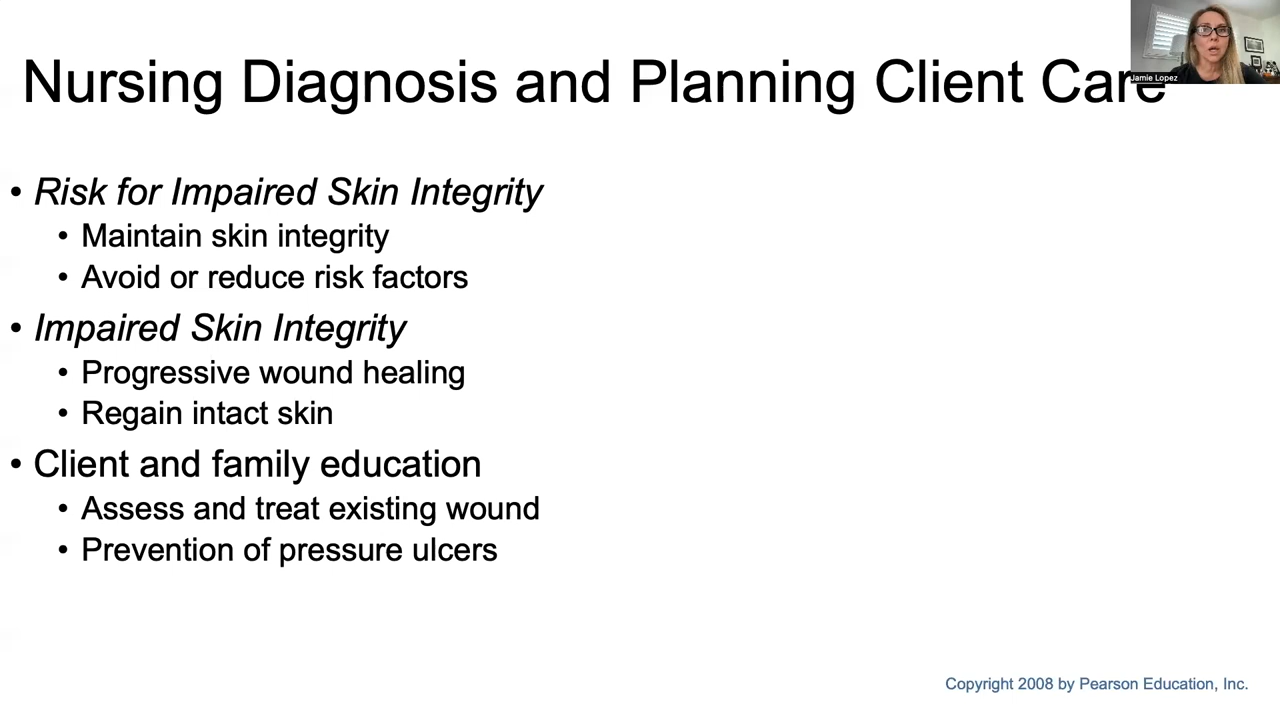 Nursing Diagnosis and Planning Client Care
Jamie Lopez
• Risk for Impaired Skin Integrity
• Maintain skin integrity
• Avoid or reduce risk factors
• Impaired Skin Integrity
• Progressive wound healing
• Regain intact skin
• Client and family education
• Assess and treat existing wound
• Prevention of pressure ulcers
Copyright 2008 by Pearson Education, Inc.